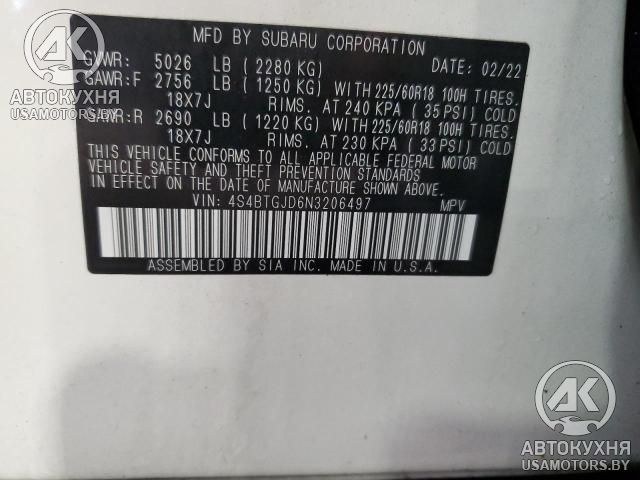 MFD BY SUBARU CORPORATION
GVWR: 5026 LB (2280 KG) DATE: 02/22
GAWR:F 2756 LB (1250 KG) WITH 225/60R18 100H TIRES.
18X7J RIMS. AT 240 KPA (35 PSI) COLD
GAWR:R 2690 LB (1220 KG) WITH 225/60R18 100H TIRES.
18X7J RIMS. AT 230 KPA (33 PSI) COLD
THIS VEHICLE CONFORMS TO ALL APPLICABLE FEDERAL MOTOR
VEHICLE SAFETY AND THEFT PREVENTION STANDARDS
IN EFFECT ON THE DATE OF MANUFACTURE SHOWN ABOVE.
VIN: 4S4BTGJD6N3206497 MPV
ASSEMBLED BY SIA INC. MADE IN U.S.A.
АК
АВТОКУХНЯ
USAMOTORS.BY
АК
АВТОКУХНЯ
USAMOTORS.BY